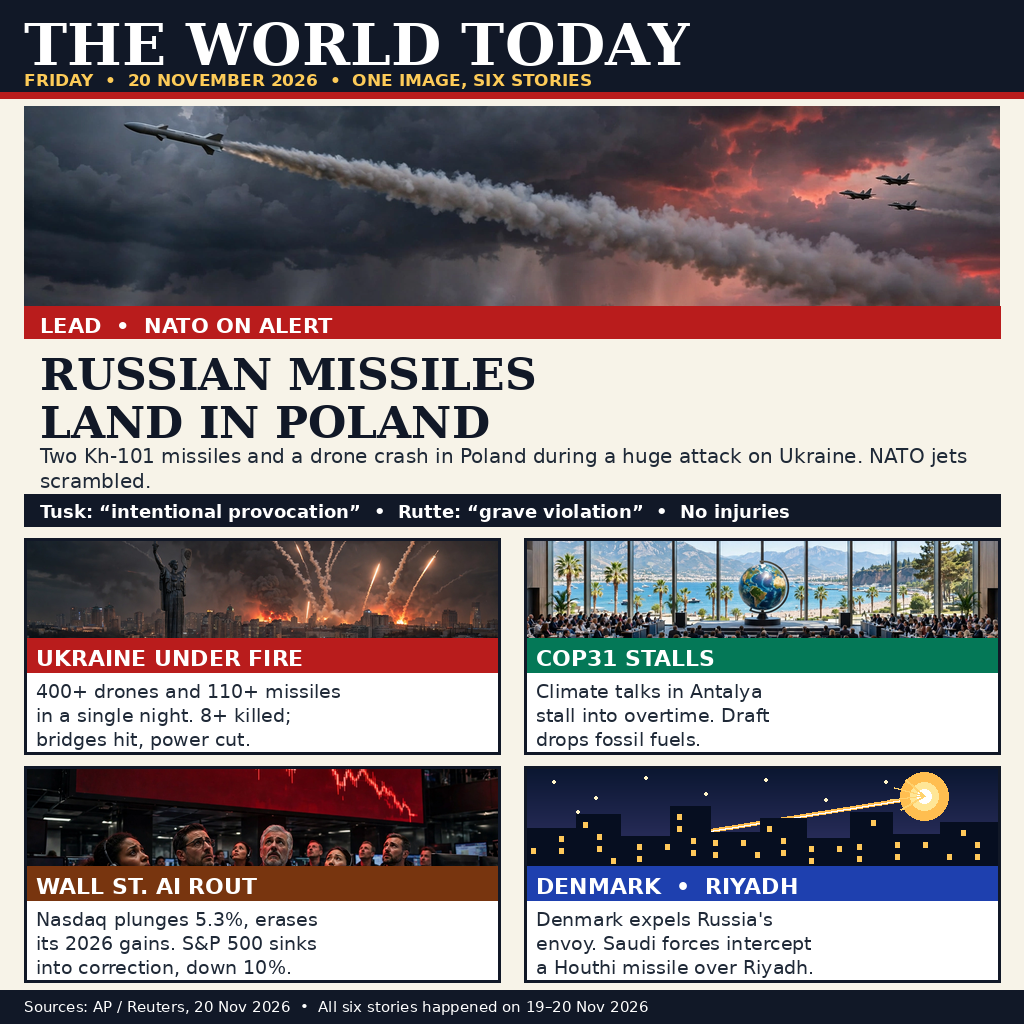 THE WORLD TODAY
FRIDAY • 20 NOVEMBER 2026 • ONE IMAGE, SIX STORIES
LEAD • NATO ON ALERT
RUSSIAN MISSILES
LAND IN POLAND
Two Kh-101 missiles and a drone crash in Poland during a huge attack on Ukraine. NATO jets
scrambled.
Tusk: “intentional provocation” • Rutte: “grave violation” • No injuries
UKRAINE UNDER FIRE
400+ drones and 110+ missiles
in a single night. 8+ killed;
bridges hit, power cut.
COP31 STALLS
Climate talks in Antalya
stall into overtime. Draft
drops fossil fuels.
WALL ST. AI ROUT
Nasdaq plunges 5.3%, erases
its 2026 gains. S&P 500 sinks
into correction, down 10%.
DENMARK • RIYADH
Denmark expels Russia's
envoy. Saudi forces intercept
a Houthi missile over Riyadh.
Sources: AP / Reuters, 20 Nov 2026 • All six stories happened on 19–20 Nov 2026